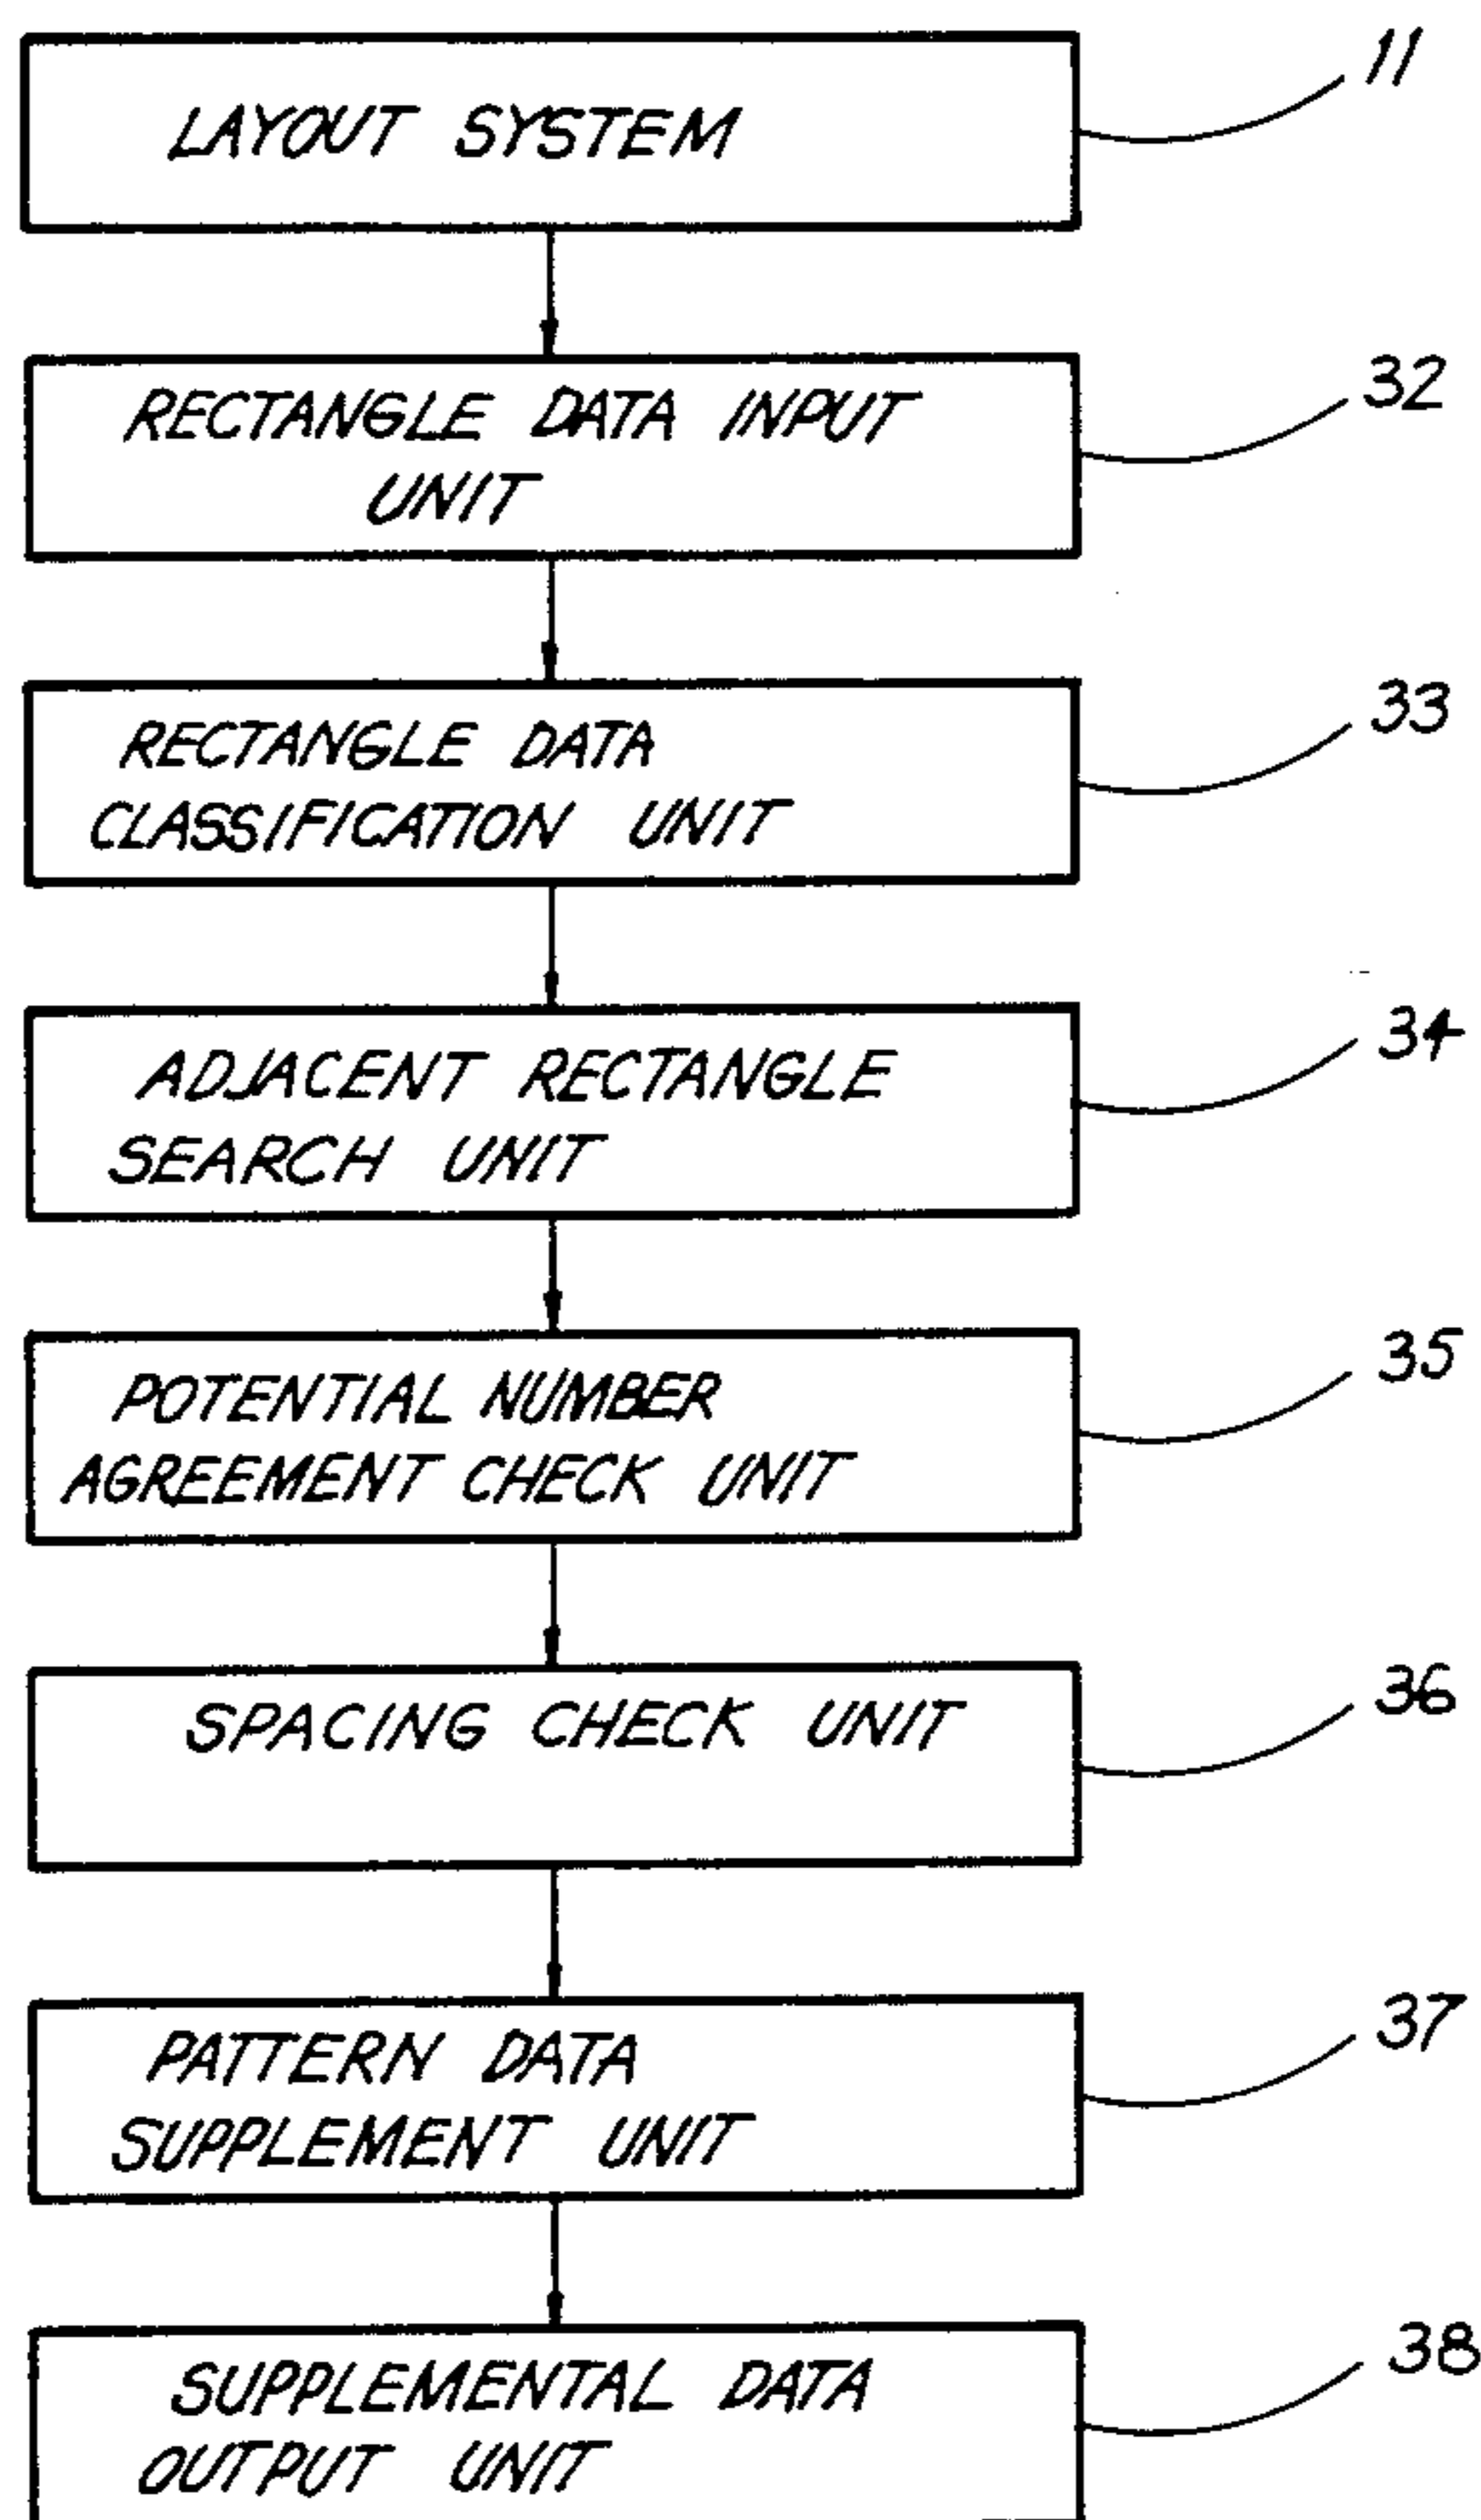 LAYOUT SYSTEM
11
RECTANGLE DATA INPUT
UNIT
32
RECTANGLE DATA
CLASSIFICATION UNIT
33
ADJACENT RECTANGLE
SEARCH UNIT
34
POTENTIAL NUMBER
AGREEMENT CHECK UNIT
35
SPACING CHECK UNIT
36
PATTERN DATA
SUPPLEMENT UNIT
37
SUPPLEMENTAL DATA
OUTPUT UNIT
38